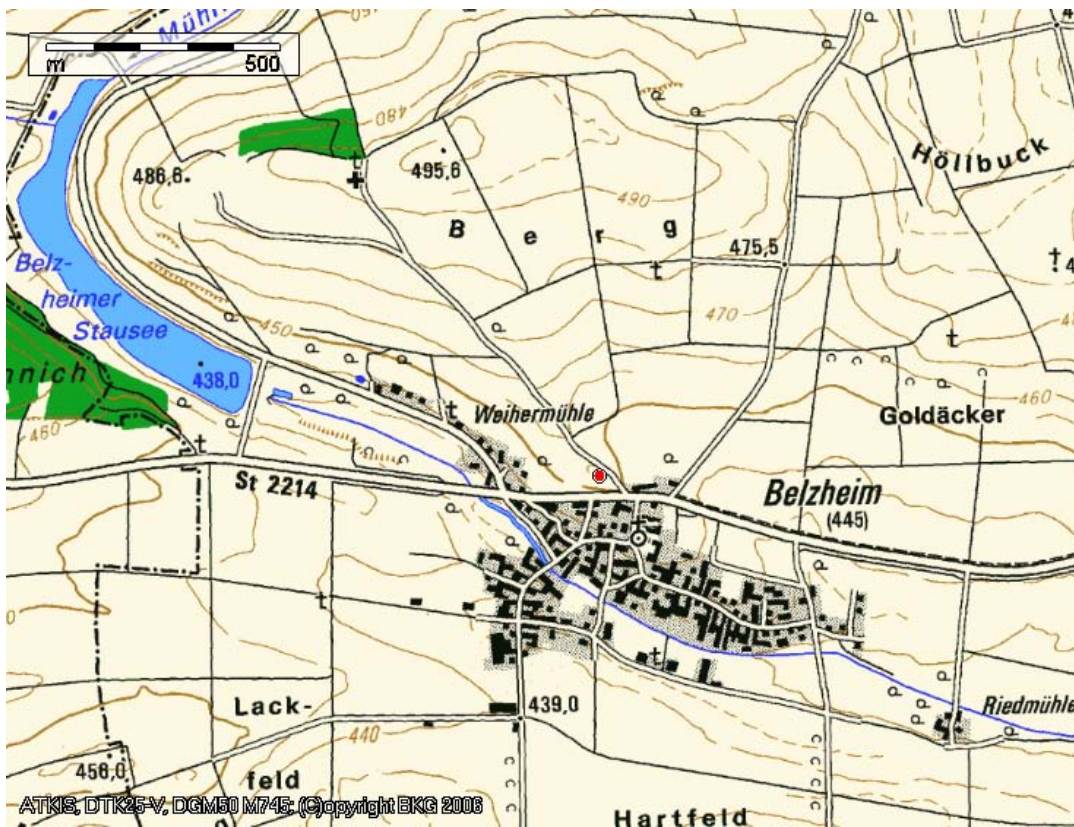 Mühl
m 500
480
486,6
495,6
490
Höllbuck
Berg
475,5
Belz-
heimer
Stausee
450
470
438,0
Weihermühle
Goldäcker
460
460
St 2214
Belzheim
(445)
Lack-
feld
439,0
440
Riedmühle
456,0
Hartfeld
ATKIS, DTK25-V, DGM50 M745; (C)opyright BKG 2006